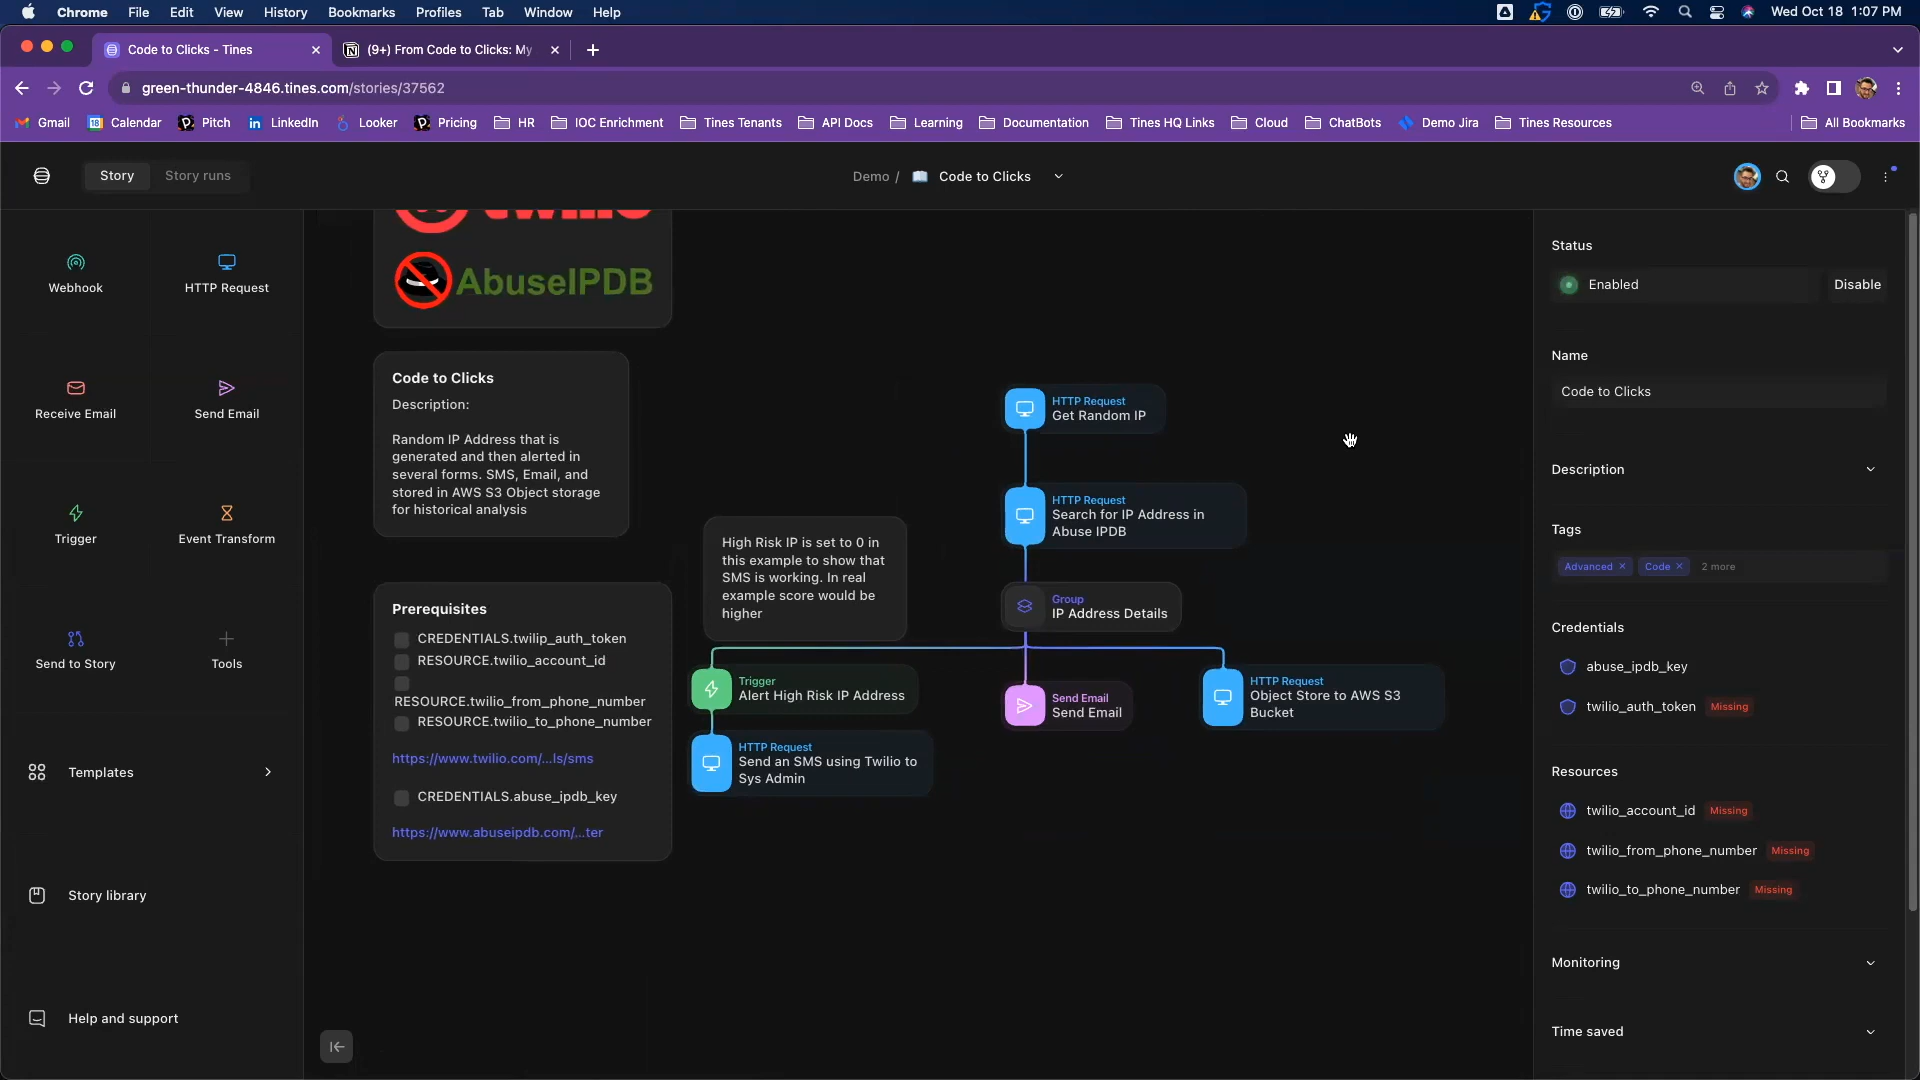 Chrome File Edit View History Bookmarks Profiles Tab Window Help
Wed Oct 18 1:07 PM
Code to Clicks - Tines
(9+) From Code to Clicks: My
green-thunder-4846.tines.com/stories/37562
Gmail Calendar Pitch LinkedIn Looker Pricing HR IOC Enrichment Tines Tenants API Docs Learning Documentation Tines HQ Links Cloud ChatBots Demo Jira Tines Resources All Bookmarks
Story Story runs
Demo / Code to Clicks
Webhook
HTTP Request
Receive Email
Send Email
Trigger
Event Transform
Send to Story
Tools
Templates
Story library
Help and support
twilio
AbuseIPDB
Code to Clicks
Description:
Random IP Address that is
generated and then alerted in
several forms. SMS, Email, and
stored in AWS S3 Object storage
for historical analysis
Prerequisites
CREDENTIALS.twilip_auth_token
RESOURCE.twilio_account_id
RESOURCE.twilio_from_phone_number
RESOURCE.twilio_to_phone_number
https://www.twilio.com/...ls/sms
CREDENTIALS.abuse_ipdb_key
https://www.abuseipdb.com/...ter
High Risk IP is set to 0 in
this example to show that
SMS is working. In real
example score would be
higher
HTTP Request
Get Random IP
HTTP Request
Search for IP Address in
Abuse IPDB
Group
IP Address Details
Trigger
Alert High Risk IP Address
HTTP Request
Send an SMS using Twilio to
Sys Admin
Send Email
Send Email
HTTP Request
Object Store to AWS S3
Bucket
Status
Enabled
Disable
Name
Code to Clicks
Description
Tags
Advanced × Code × 2 more
Credentials
abuse_ipdb_key
twilio_auth_token Missing
Resources
twilio_account_id Missing
twilio_from_phone_number Missing
twilio_to_phone_number Missing
Monitoring
Time saved